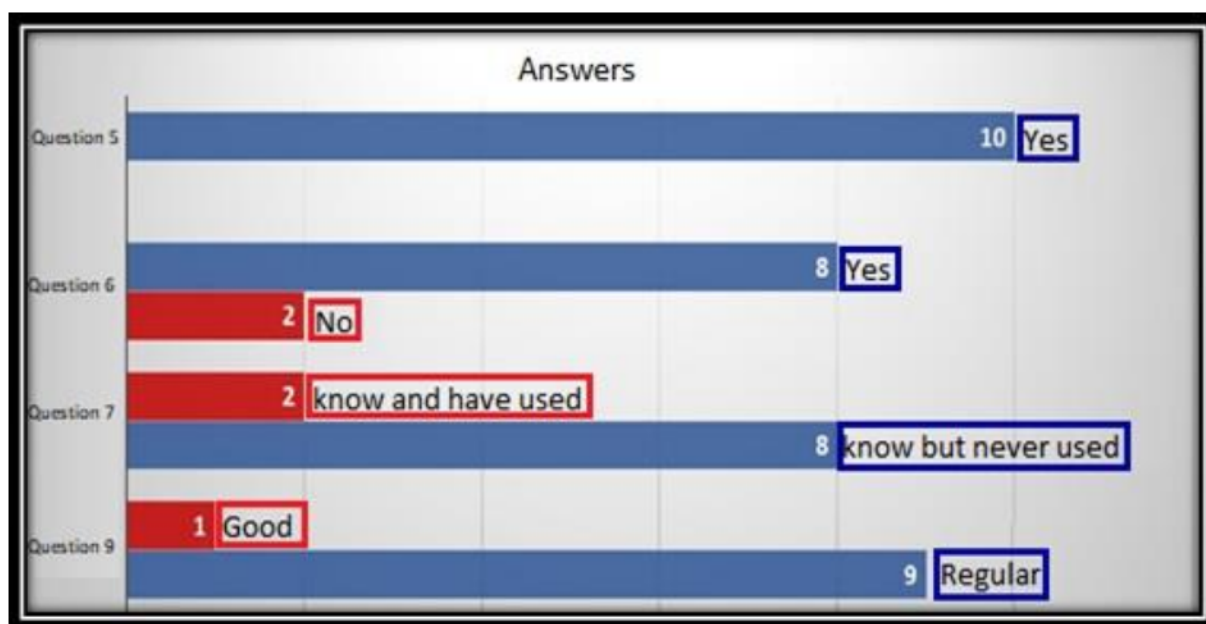 Answers
Question 5
10 Yes
Question 6
8 Yes
2 No
Question 7
2 know and have used
8 know but never used
Question 9
1 Good
9 Regular